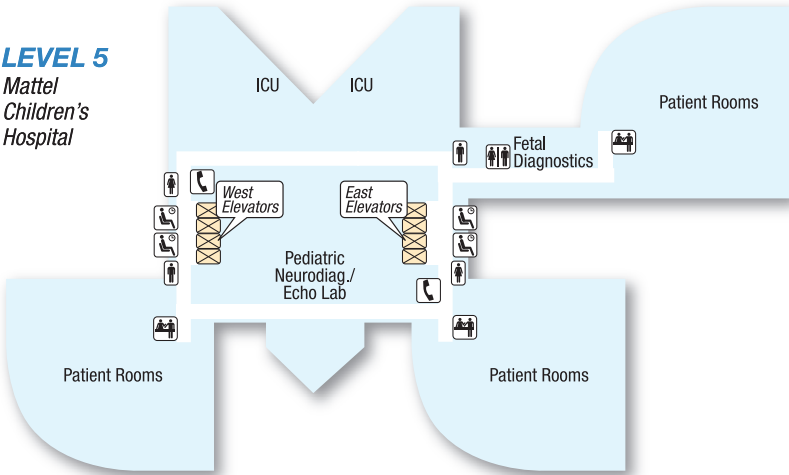 LEVEL 5
Mattel
Children's
Hospital
ICU
ICU
Patient Rooms
Fetal
Diagnostics
West
Elevators
East
Elevators
Pediatric
Neurodiag./
Echo Lab
Patient Rooms
Patient Rooms